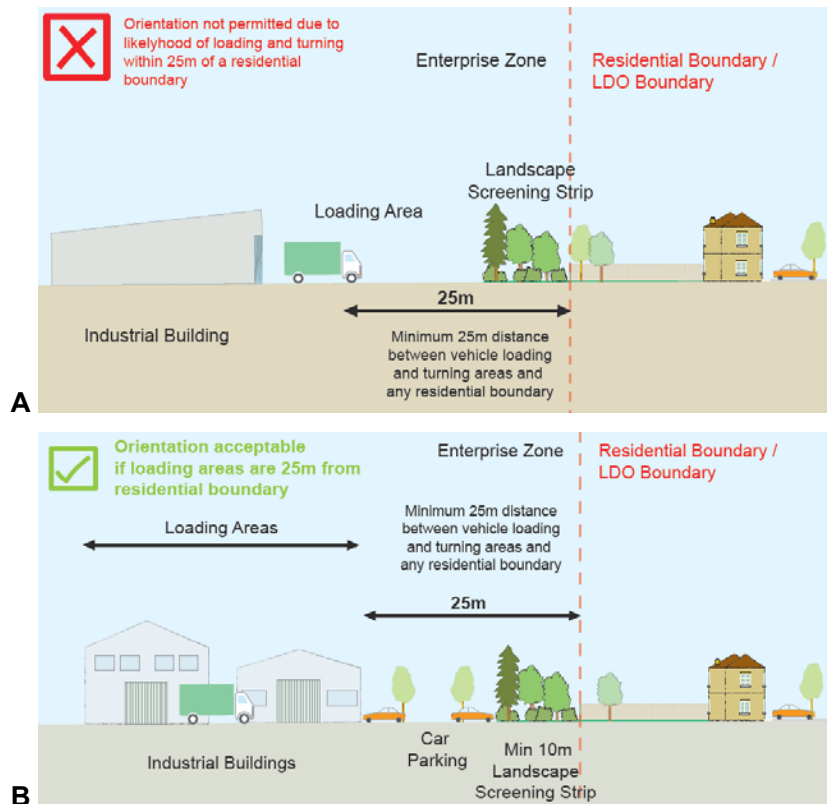 Orientation not permitted due to
likelyhood of loading and turning
within 25m of a residential
boundary
Enterprise Zone
Residential Boundary /
LDO Boundary
Landscape
Screening Strip
Loading Area
25m
Industrial Building
Minimum 25m distance
between vehicle loading
and turning areas and
any residential boundary
A
Orientation acceptable
if loading areas are 25m from
residential boundary
Enterprise Zone
Residential Boundary /
LDO Boundary
Loading Areas
Minimum 25m distance
between vehicle loading
and turning areas and
any residential boundary
25m
Industrial Buildings
Car
Parking
Min 10m
Landscape
Screening Strip
B